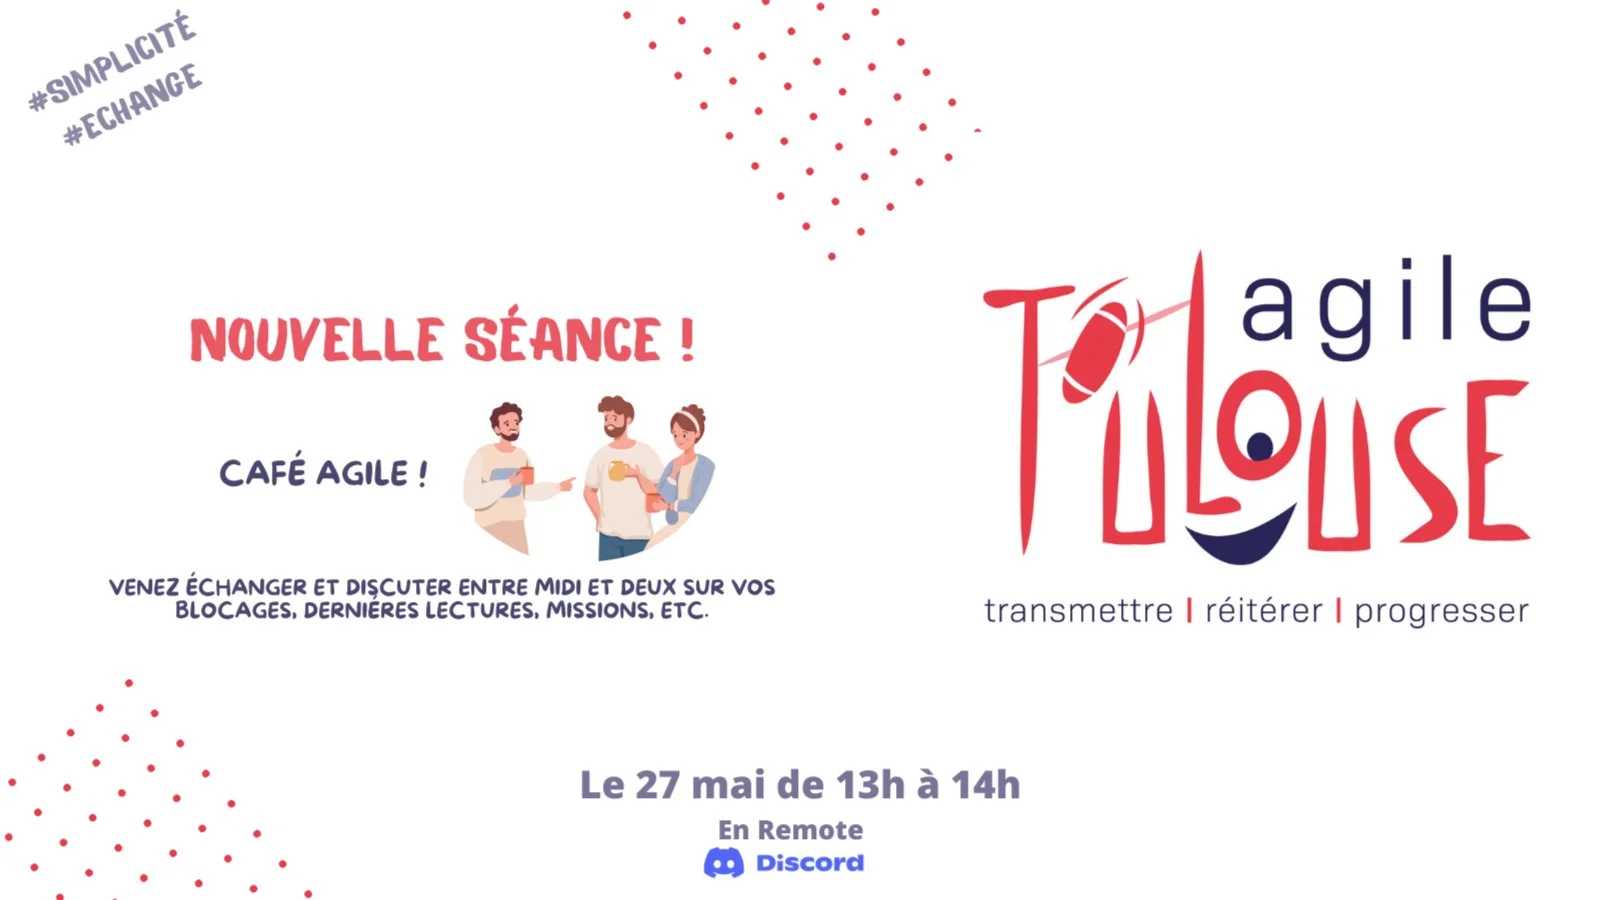 #SIMPLICITÉ
#ECHANGE
NOUVELLE SÉANCE !
CAFÉ AGILE !
VENEZ ÉCHANGER ET DISCUTER ENTRE MIDI ET DEUX SUR VOS
BLOCAGES, DERNIÉRES LECTURES, MISSIONS, ETC.
agile
TOULOUSE
transmettre | réitérer | progresser
Le 27 mai de 13h à 14h
En Remote
Discord